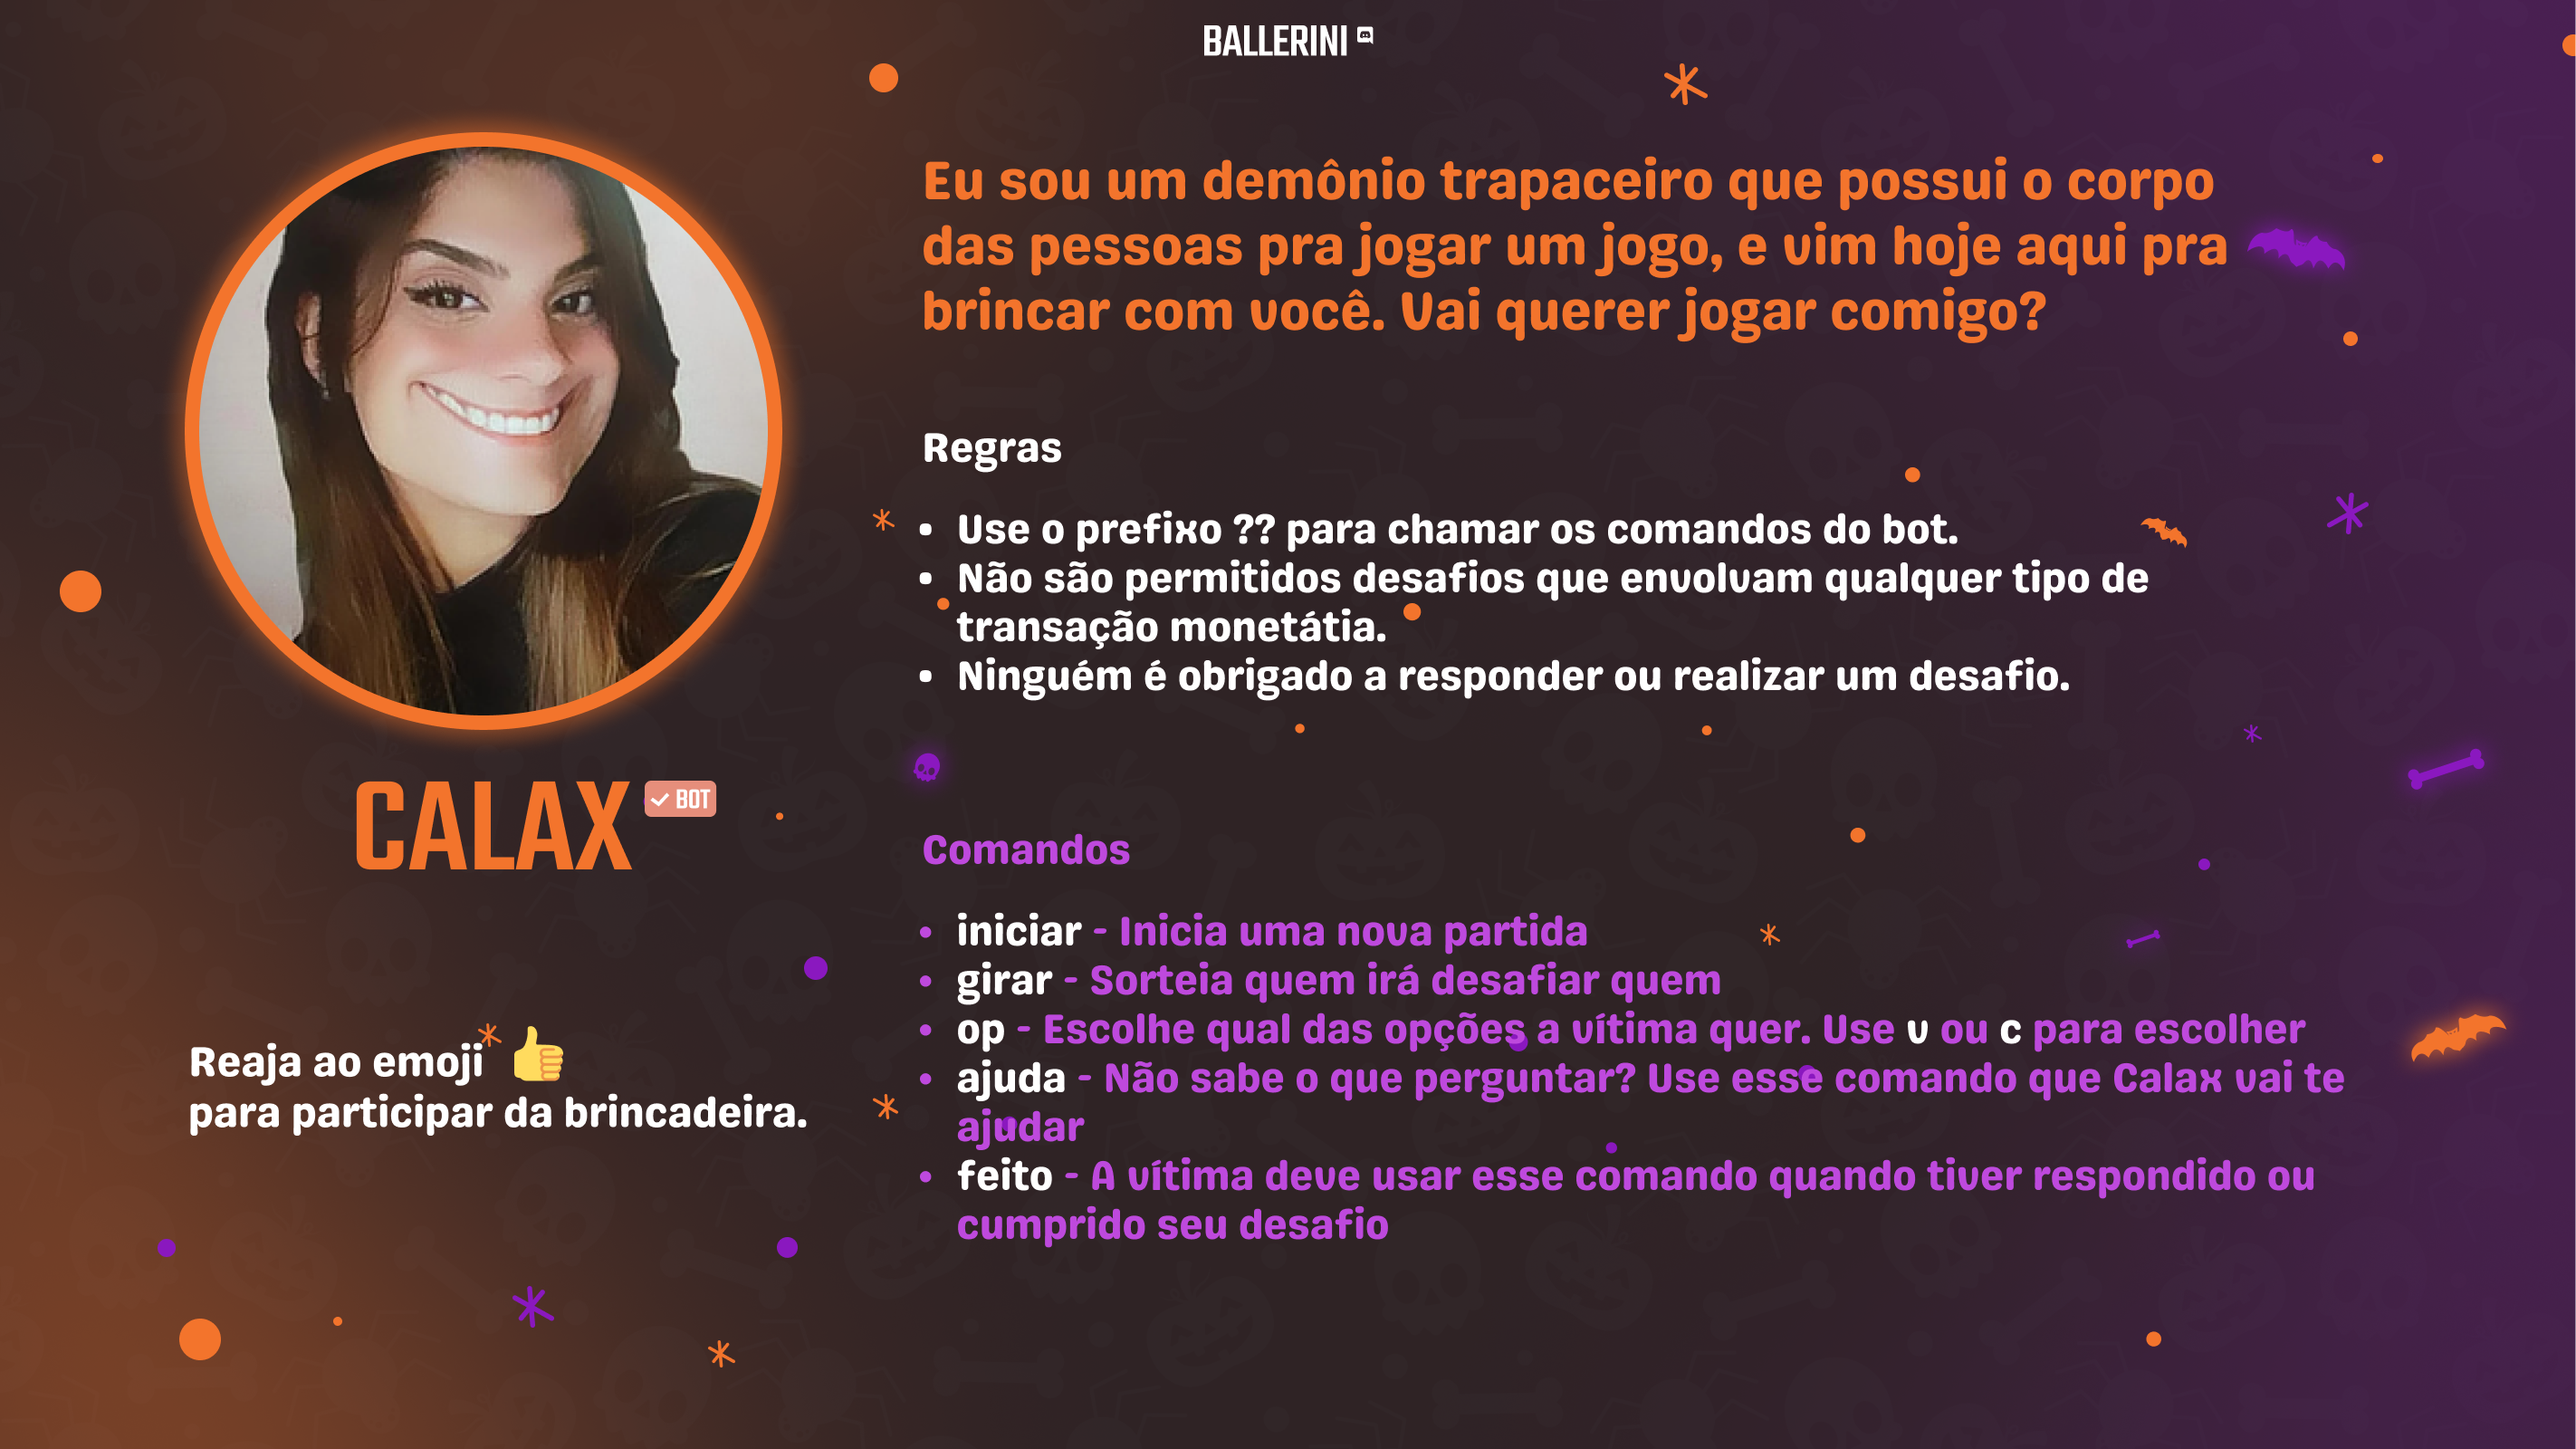 BALLERINI
Eu sou um demônio trapaceiro que possui o corpo
das pessoas pra jogar um jogo, e vim hoje aqui pra
brincar com você. Vai querer jogar comigo?
Regras
• Use o prefixo ?? para chamar os comandos do bot.
• Não são permitidos desafios que envolvam qualquer tipo de
transação monetátia.
• Ninguém é obrigado a responder ou realizar um desafio.
CALAX BOT
Reaja ao emoji 👍
para participar da brincadeira.
Comandos
• iniciar - Inicia uma nova partida
• girar - Sorteia quem irá desafiar quem
• op - Escolhe qual das opções a vítima quer. Use v ou c para escolher
• ajuda - Não sabe o que perguntar? Use esse comando que Calax vai te
ajudar
• feito - A vítima deve usar esse comando quando tiver respondido ou
cumprido seu desafio